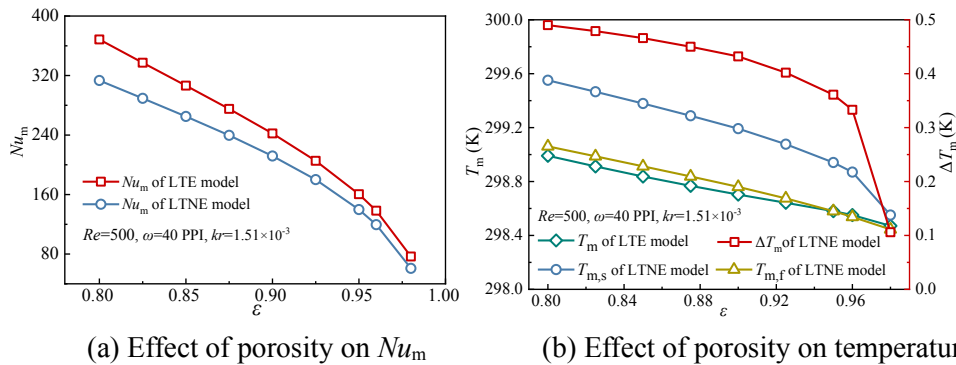 400
320
240
160
80
Nu_m
Nu_m of LTE model
Nu_m of LTNE model
Re=500, ω=40 PPI, kr=1.51×10⁻³
0.80 0.85 0.90 0.95 1.00
ε
(a) Effect of porosity on Nu_m
300.0
299.6
299.2
298.8
298.4
298.0
T_m (K)
0.5
0.4
0.3
0.2
0.1
0.0
ΔT_m (K)
Re=500, ω=40 PPI, kr=1.51×10⁻³
T_m of LTE model ΔT_m of LTNE model
T_m,s of LTNE model T_m,f of LTNE model
0.80 0.84 0.88 0.92 0.96
ε
(b) Effect of porosity on temperatur